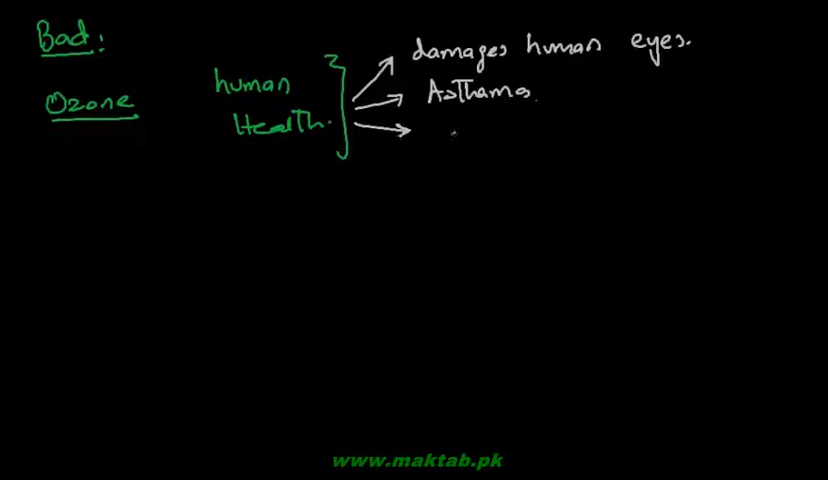 Bad:
Ozone
human
Health.
damages human eyes.
Asthama.
www.maktab.pk